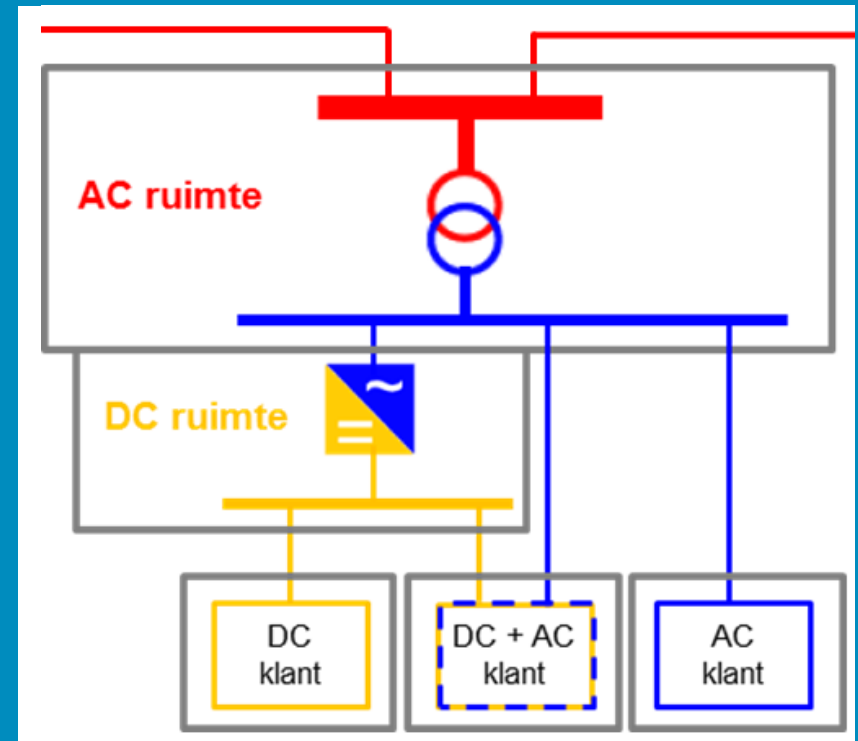 AC ruimte
DC ruimte
DC
klant
DC + AC
klant
AC
klant